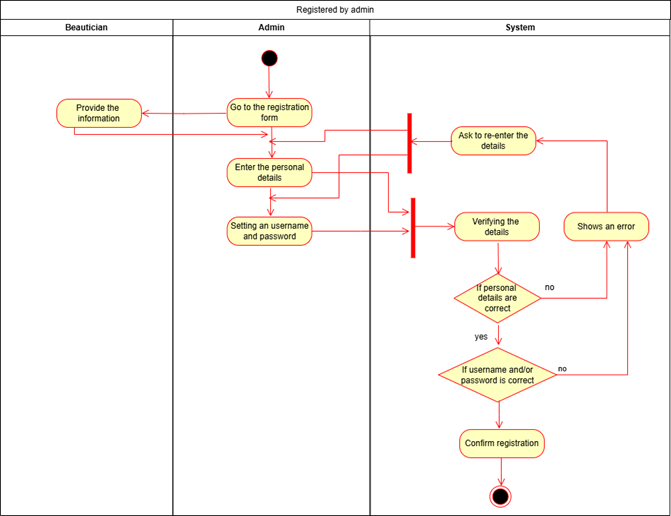 Registered by admin
Beautician
Admin
System
Provide the
information
Go to the registration
form
Ask to re-enter the
details
Enter the personal
details
Setting an username
and password
Verifying the
details
Shows an error
If personal
details are
correct
no
yes
If username and/or
password is correct
no
Confirm registration